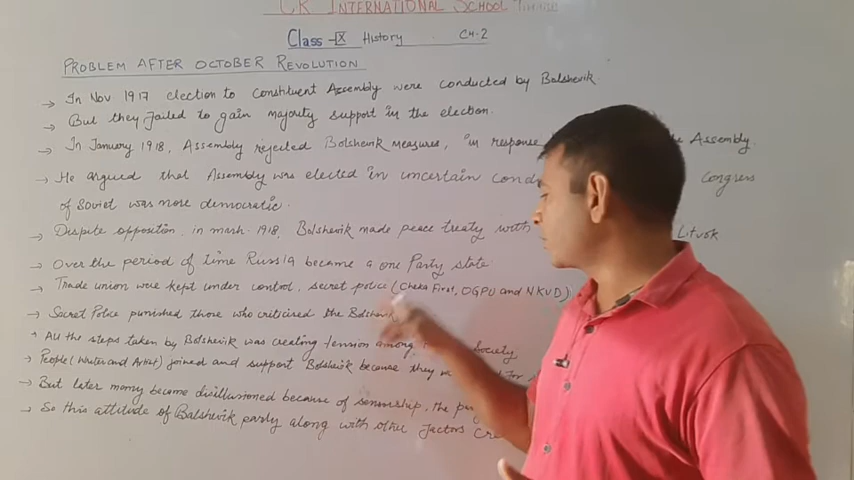 CK INTERNATIONAL SCHOOL
Class - IX History CH-2
PROBLEM AFTER OCTOBER REVOLUTION
→ In Nov 1917 election to constituent Assembly were conducted by Bolshevik
→ But they failed to gain majority support in the election.
→ In January 1918, Assembly rejected Bolshevik measures, in response Assembly.
→ He argued that Assembly was elected in uncertain Congress
of Soviet was more democratic.
→ Despite opposition in marsh 1918, Bolshevik made peace treaty with Litvok
→ Over the period of time Russia became a one Party state
→ Trade union were kept under control, secret police (Cheka First, OGPU and NKVD)
→ Secret Police punished those who criticised the Bolshevik
→ All the steps taken by Bolshevik was creating tension among Society
→ People (Writer and Artist) joined and support Bolshevik because they
→ But later momy became disillusioned because of sensorship, the
→ So this attitude of Bolshevik party along with other factors